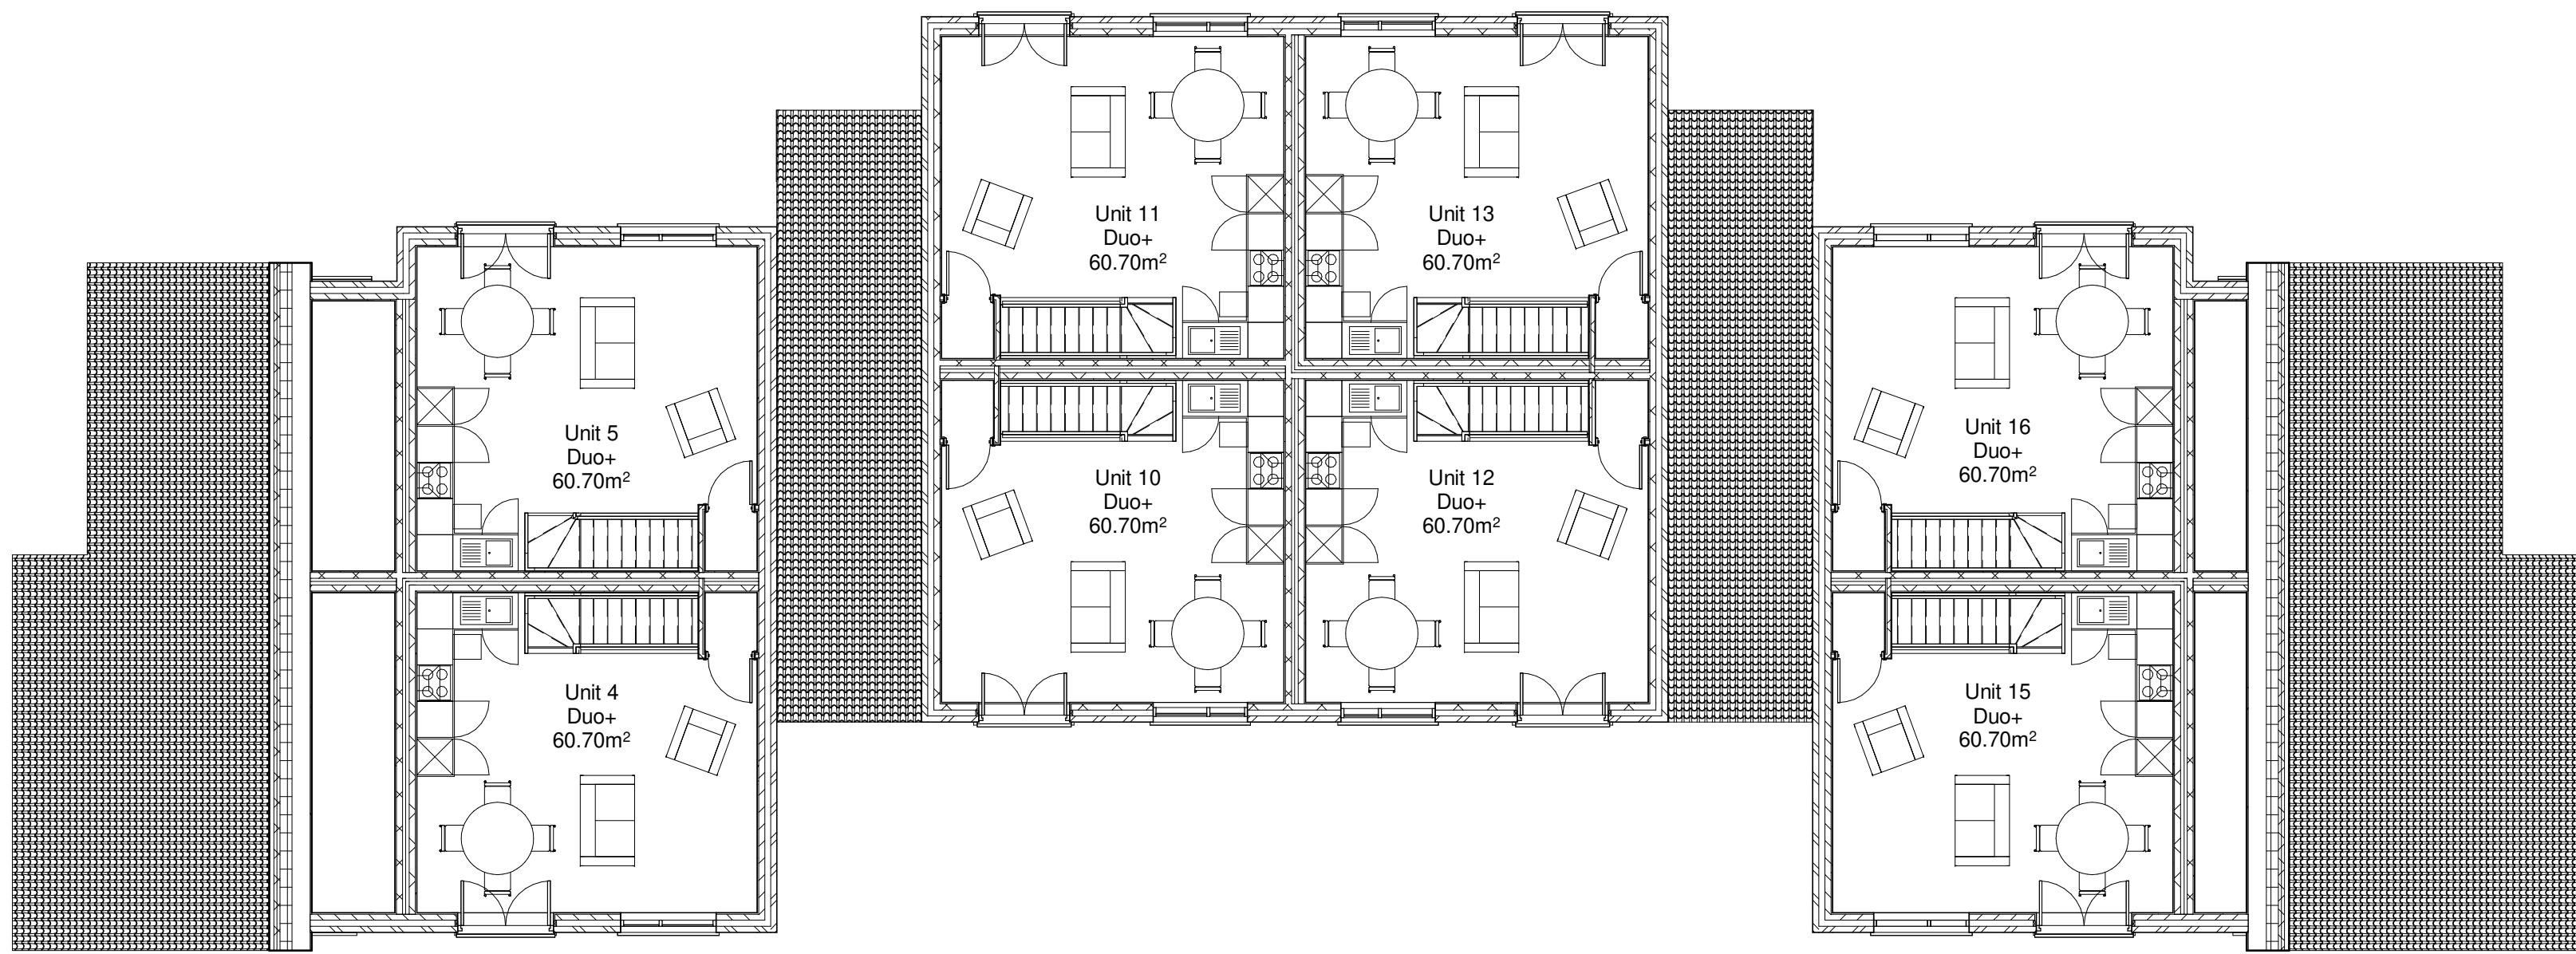 Unit 11
Duo+
60.70m²
Unit 13
Duo+
60.70m²
Unit 5
Duo+
60.70m²
Unit 10
Duo+
60.70m²
Unit 12
Duo+
60.70m²
Unit 16
Duo+
60.70m²
Unit 4
Duo+
60.70m²
Unit 15
Duo+
60.70m²